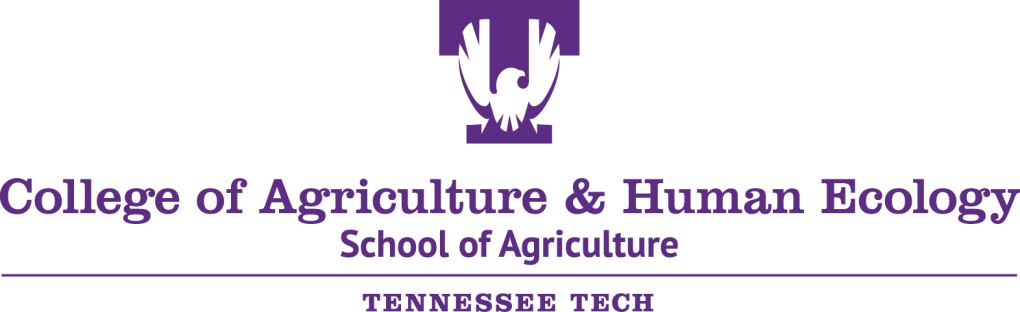 College of Agriculture & Human Ecology
School of Agriculture
TENNESSEE TECH